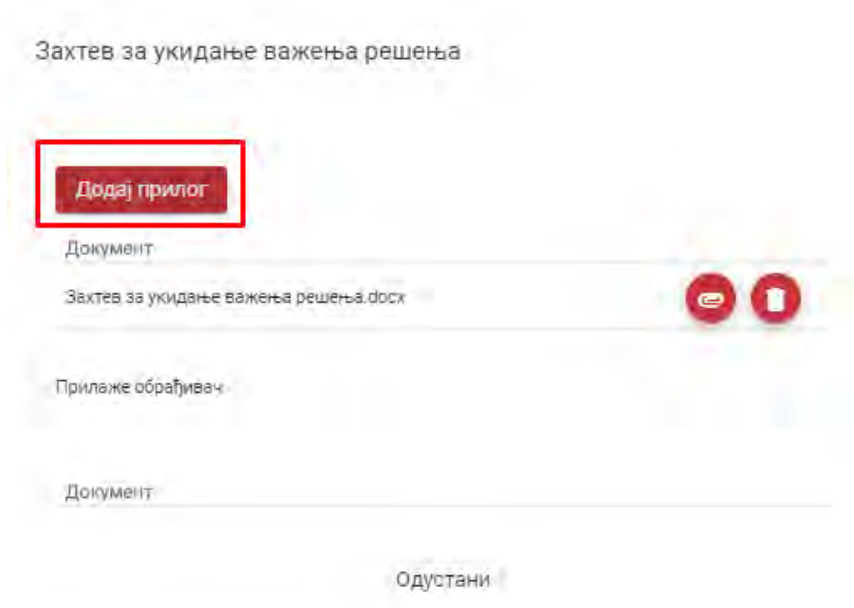 Захтев за укидање важења решења
Додај прилог
Документ
Захтев за укидање важења решења.docx
Прилаже обрађивач
Документ
Одустани